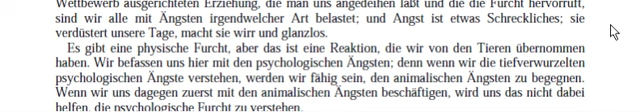 Wettbewerb ausgerichteten Erziehung, die man uns angedeihen läßt und die die Furcht hervorruft,
sind wir alle mit Ängsten irgendwelcher Art belastet; und Angst ist etwas Schreckliches; sie
verdüstert unsere Tage, macht sie wirr und glanzlos.
Es gibt eine physische Furcht, aber das ist eine Reaktion, die wir von den Tieren übernommen
haben. Wir befassen uns hier mit den psychologischen Ängsten; denn wenn wir die tiefverwurzelten
psychologischen Ängste verstehen, werden wir fähig sein, den animalischen Ängsten zu begegnen.
Wenn wir uns dagegen zuerst mit den animalischen Ängsten beschäftigen, wird uns das nicht dabei
helfen, die psychologische Furcht zu verstehen.